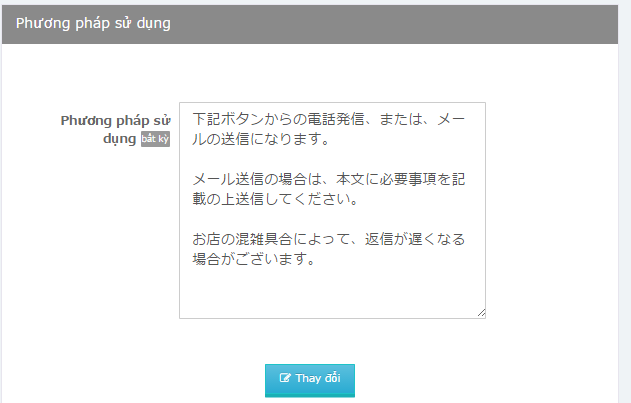 Phương pháp sử dụng
Phương pháp sử
dụng bất kỳ
下記ボタンからの電話発信、または、メー
ルの送信になります。
メール送信の場合は、本文に必要事項を記
載の上送信してください。
お店の混雑具合によって、返信が遅くなる
場合がございます。
Thay đổi